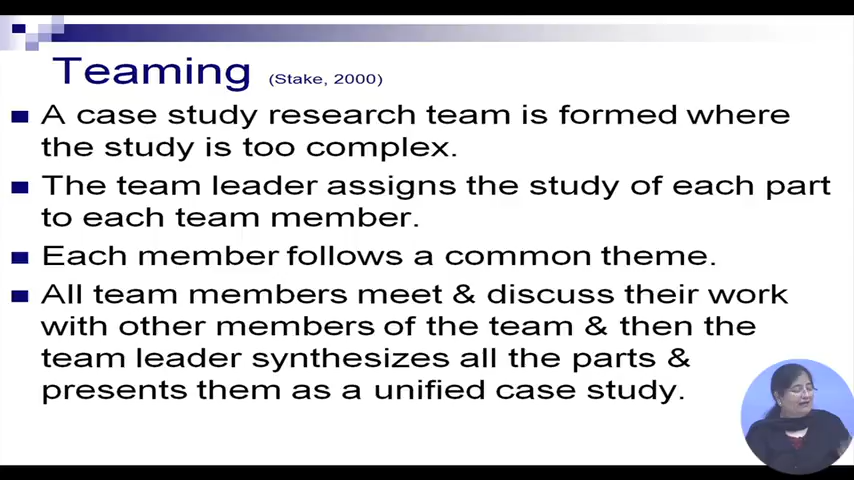 Teaming (Stake, 2000)
A case study research team is formed where
the study is too complex.
The team leader assigns the study of each part
to each team member.
Each member follows a common theme.
All team members meet & discuss their work
with other members of the team & then the
team leader synthesizes all the parts &
presents them as a unified case study.